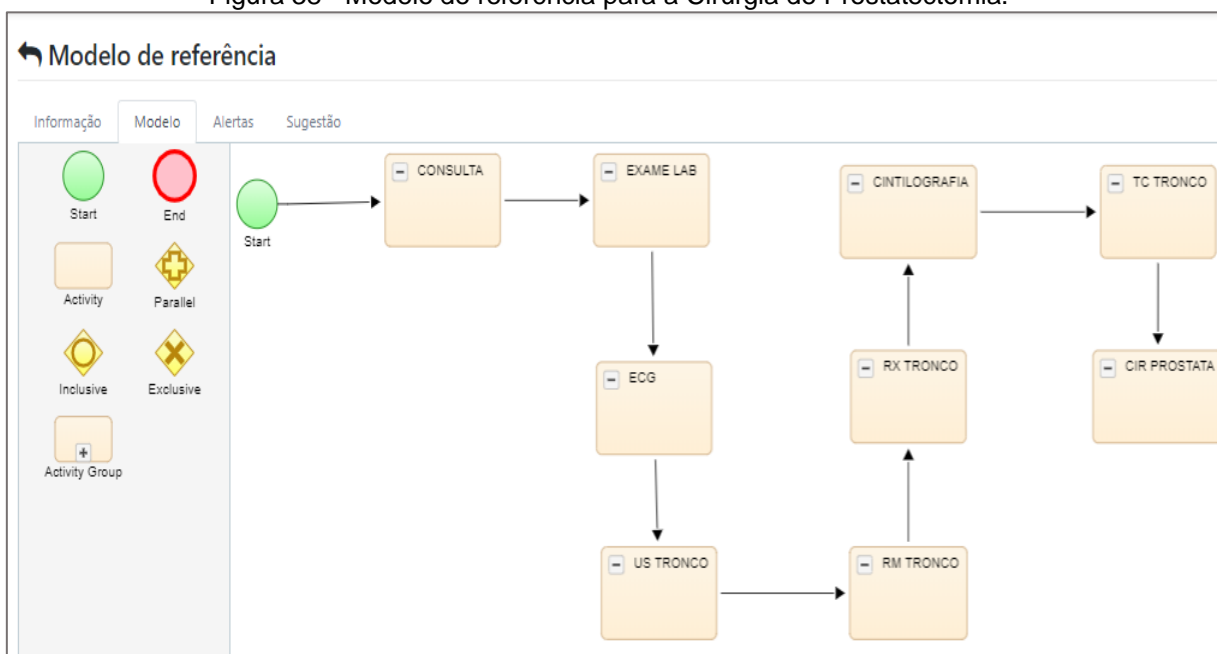 Modelo de referência
Informação Modelo Alertas Sugestão
Start End
Activity Parallel
Inclusive Exclusive
Activity Group
Start
CONSULTA
EXAME LAB
CINTILOGRAFIA
TC TRONCO
ECG
RX TRONCO
CIR PROSTATA
US TRONCO
RM TRONCO